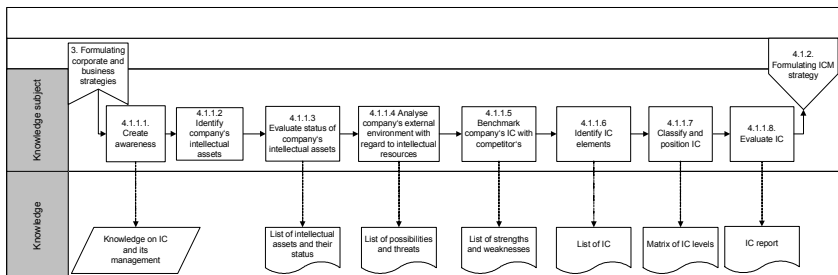 3. Formulating
corporate and
business
strategies
4.1.2.
Formulating ICM
strategy
Knowledge subject
4.1.1.1.
Create
awareness
4.1.1.2
Identify
company's
intellectual
assets
4.1.1.3
Evaluate status of
company's
intellectual assets
4.1.1.4 Analyse
company's external
environment with
regard to intellectual
resources
4.1.1.5
Benchmark
company's IC with
competitor's
4.1.1.6
Identify IC
elements
4.1.1.7
Classify and
position IC
4.1.1.8.
Evaluate IC
Knowledge
Knowledge on IC
and its
management
List of intellectual
assets and their
status
List of possibilities
and threats
List of strengths
and weaknesses
List of IC
Matrix of IC levels
IC report